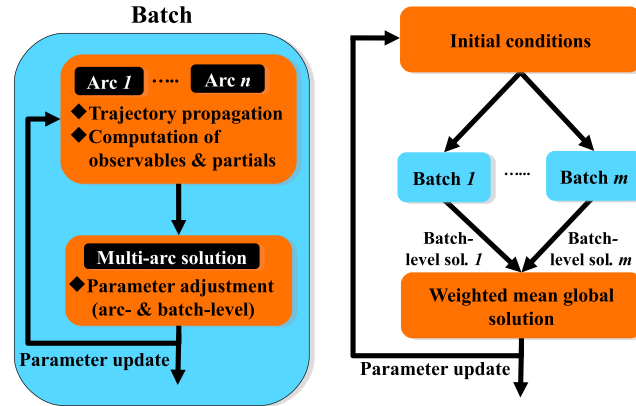 Batch
Arc 1 ..... Arc n
◆Trajectory propagation
◆Computation of
observables & partials
Multi-arc solution
◆Parameter adjustment
(arc- & batch-level)
Parameter update
Initial conditions
Batch 1 ...... Batch m
Batch-
level sol. 1
Batch-
level sol. m
Weighted mean global
solution
Parameter update